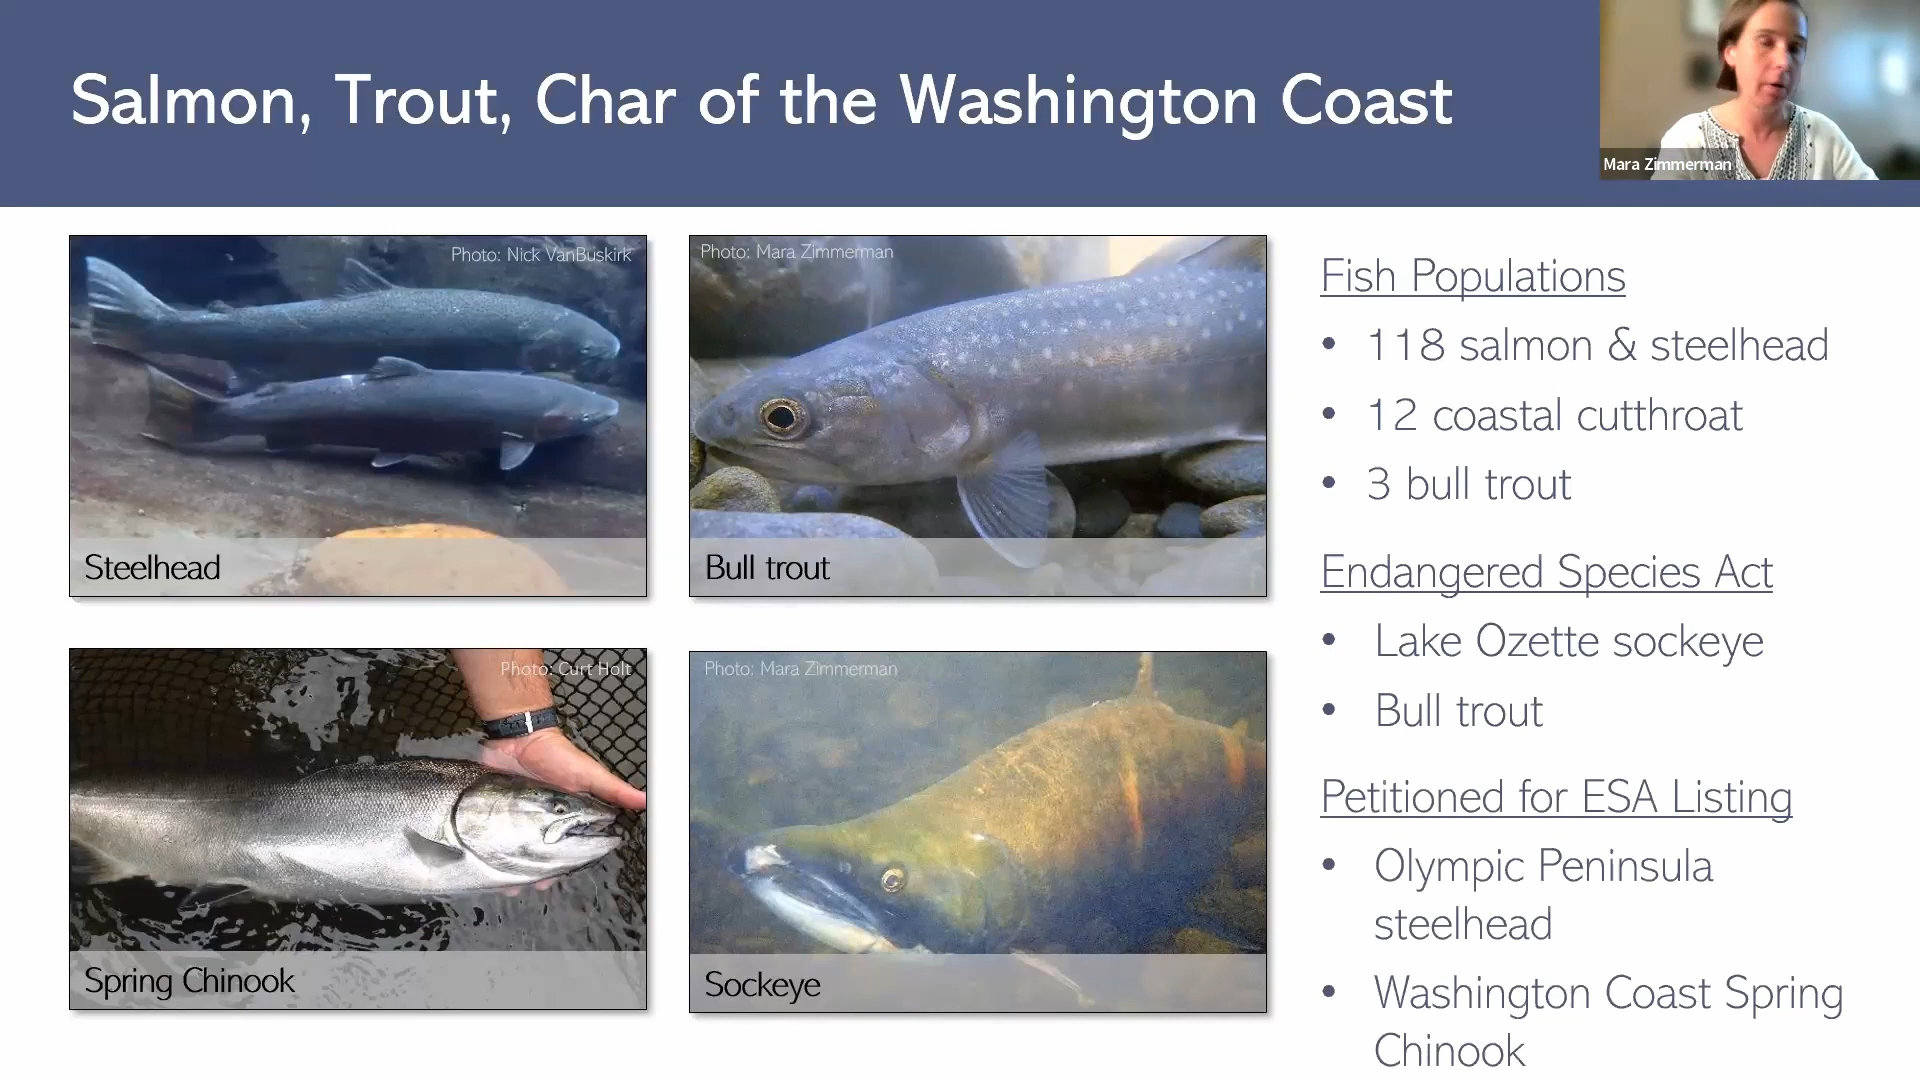 Salmon, Trout, Char of the Washington Coast
Mara Zimmerman
Photo: Nick VanBuskirk
Steelhead
Photo: Mara Zimmerman
Bull trout
Photo: Curt Holt
Spring Chinook
Photo: Mara Zimmerman
Sockeye
Fish Populations
• 118 salmon & steelhead
• 12 coastal cutthroat
• 3 bull trout
Endangered Species Act
• Lake Ozette sockeye
• Bull trout
Petitioned for ESA Listing
• Olympic Peninsula
steelhead
• Washington Coast Spring
Chinook